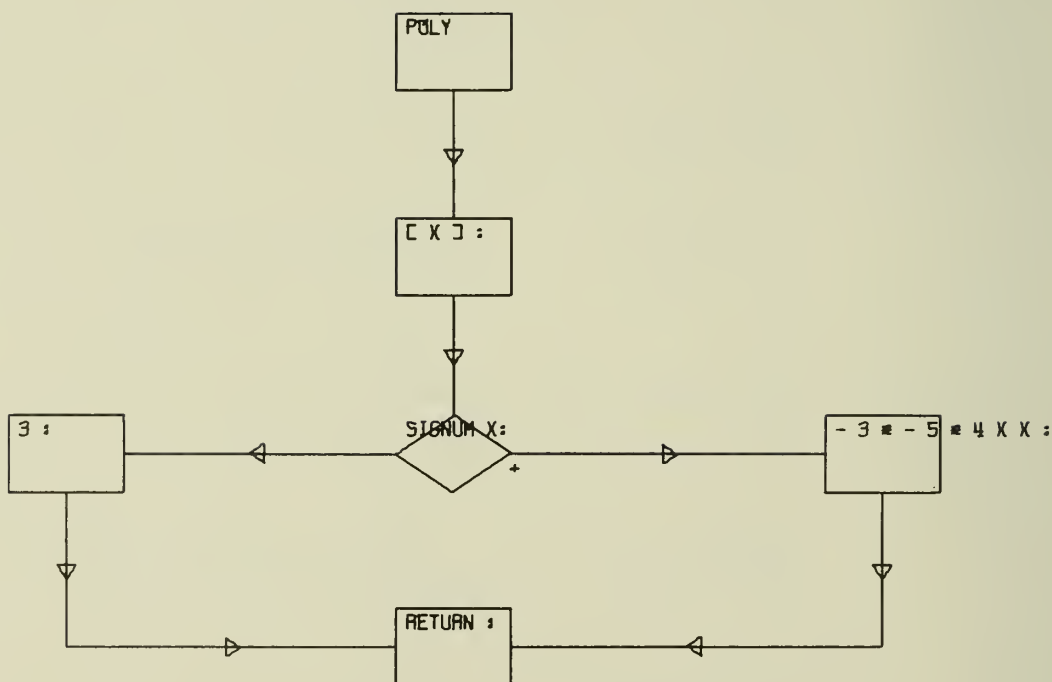 POLY
[ X ] :
3 :
SIGNUM X:
+
- 3 * - 5 * 4 X X :
RETURN :